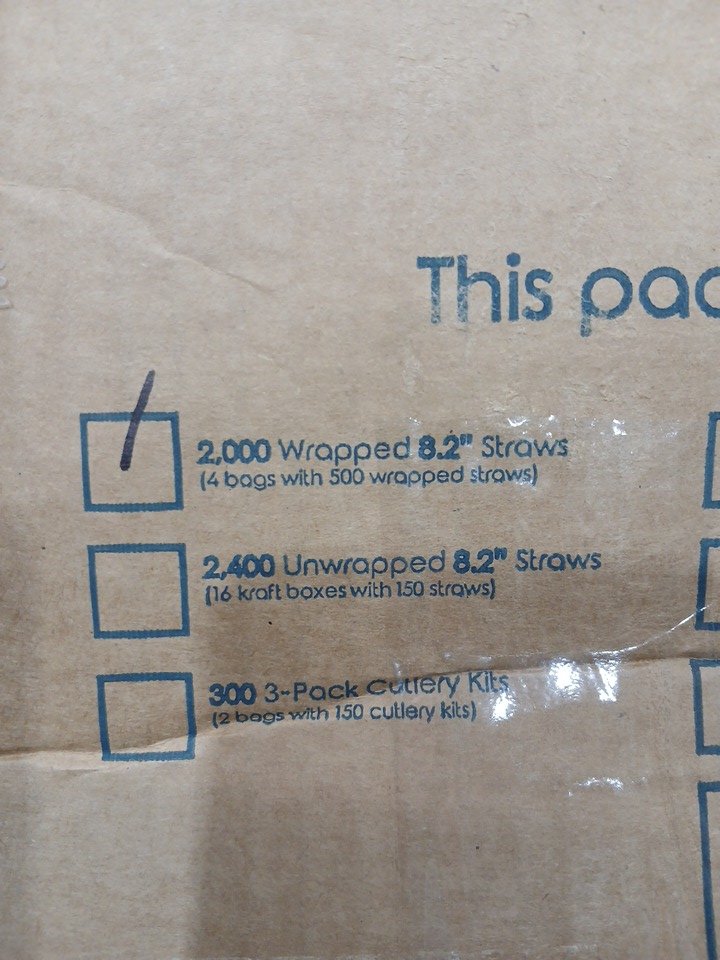 This pac
2,000 Wrapped 8.2" Straws
(4 bags with 500 wrapped straws)
2,400 Unwrapped 8.2" Straws
(16 kraft boxes with 150 straws)
300 3-Pack Cutlery Kits
(2 bags with 150 cutlery kits)